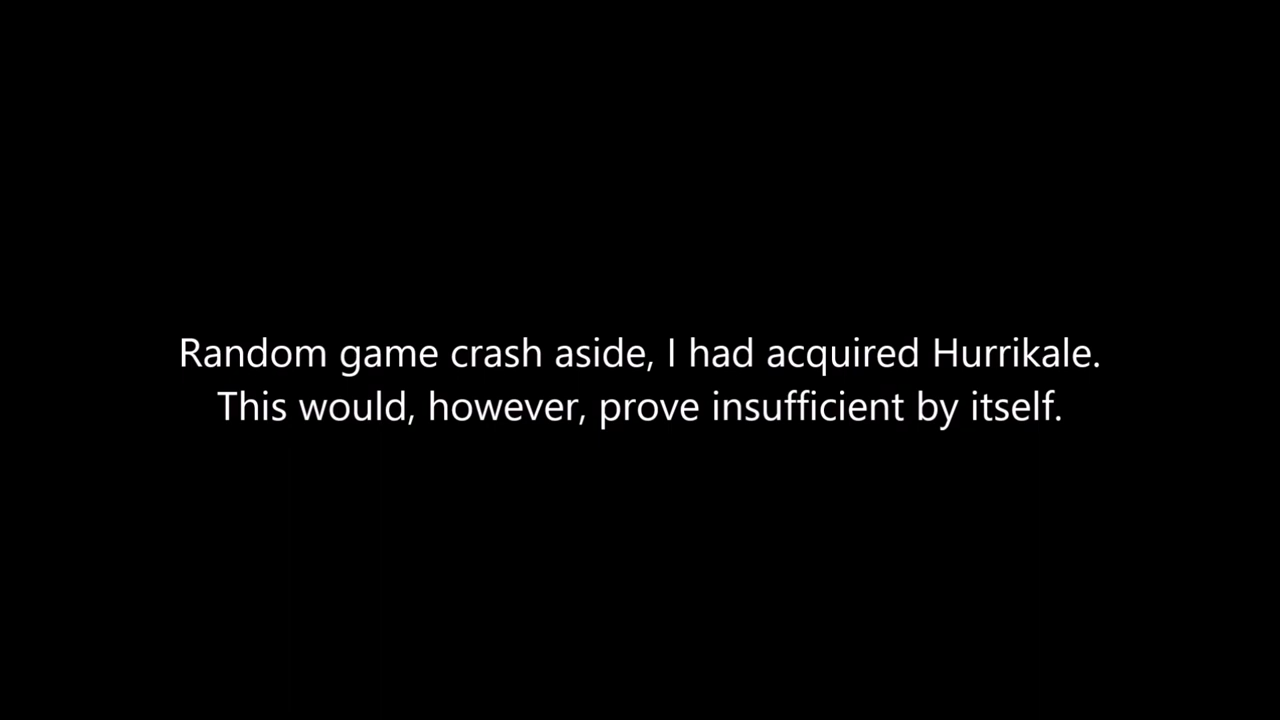 Random game crash aside, I had acquired Hurrikale.
This would, however, prove insufficient by itself.